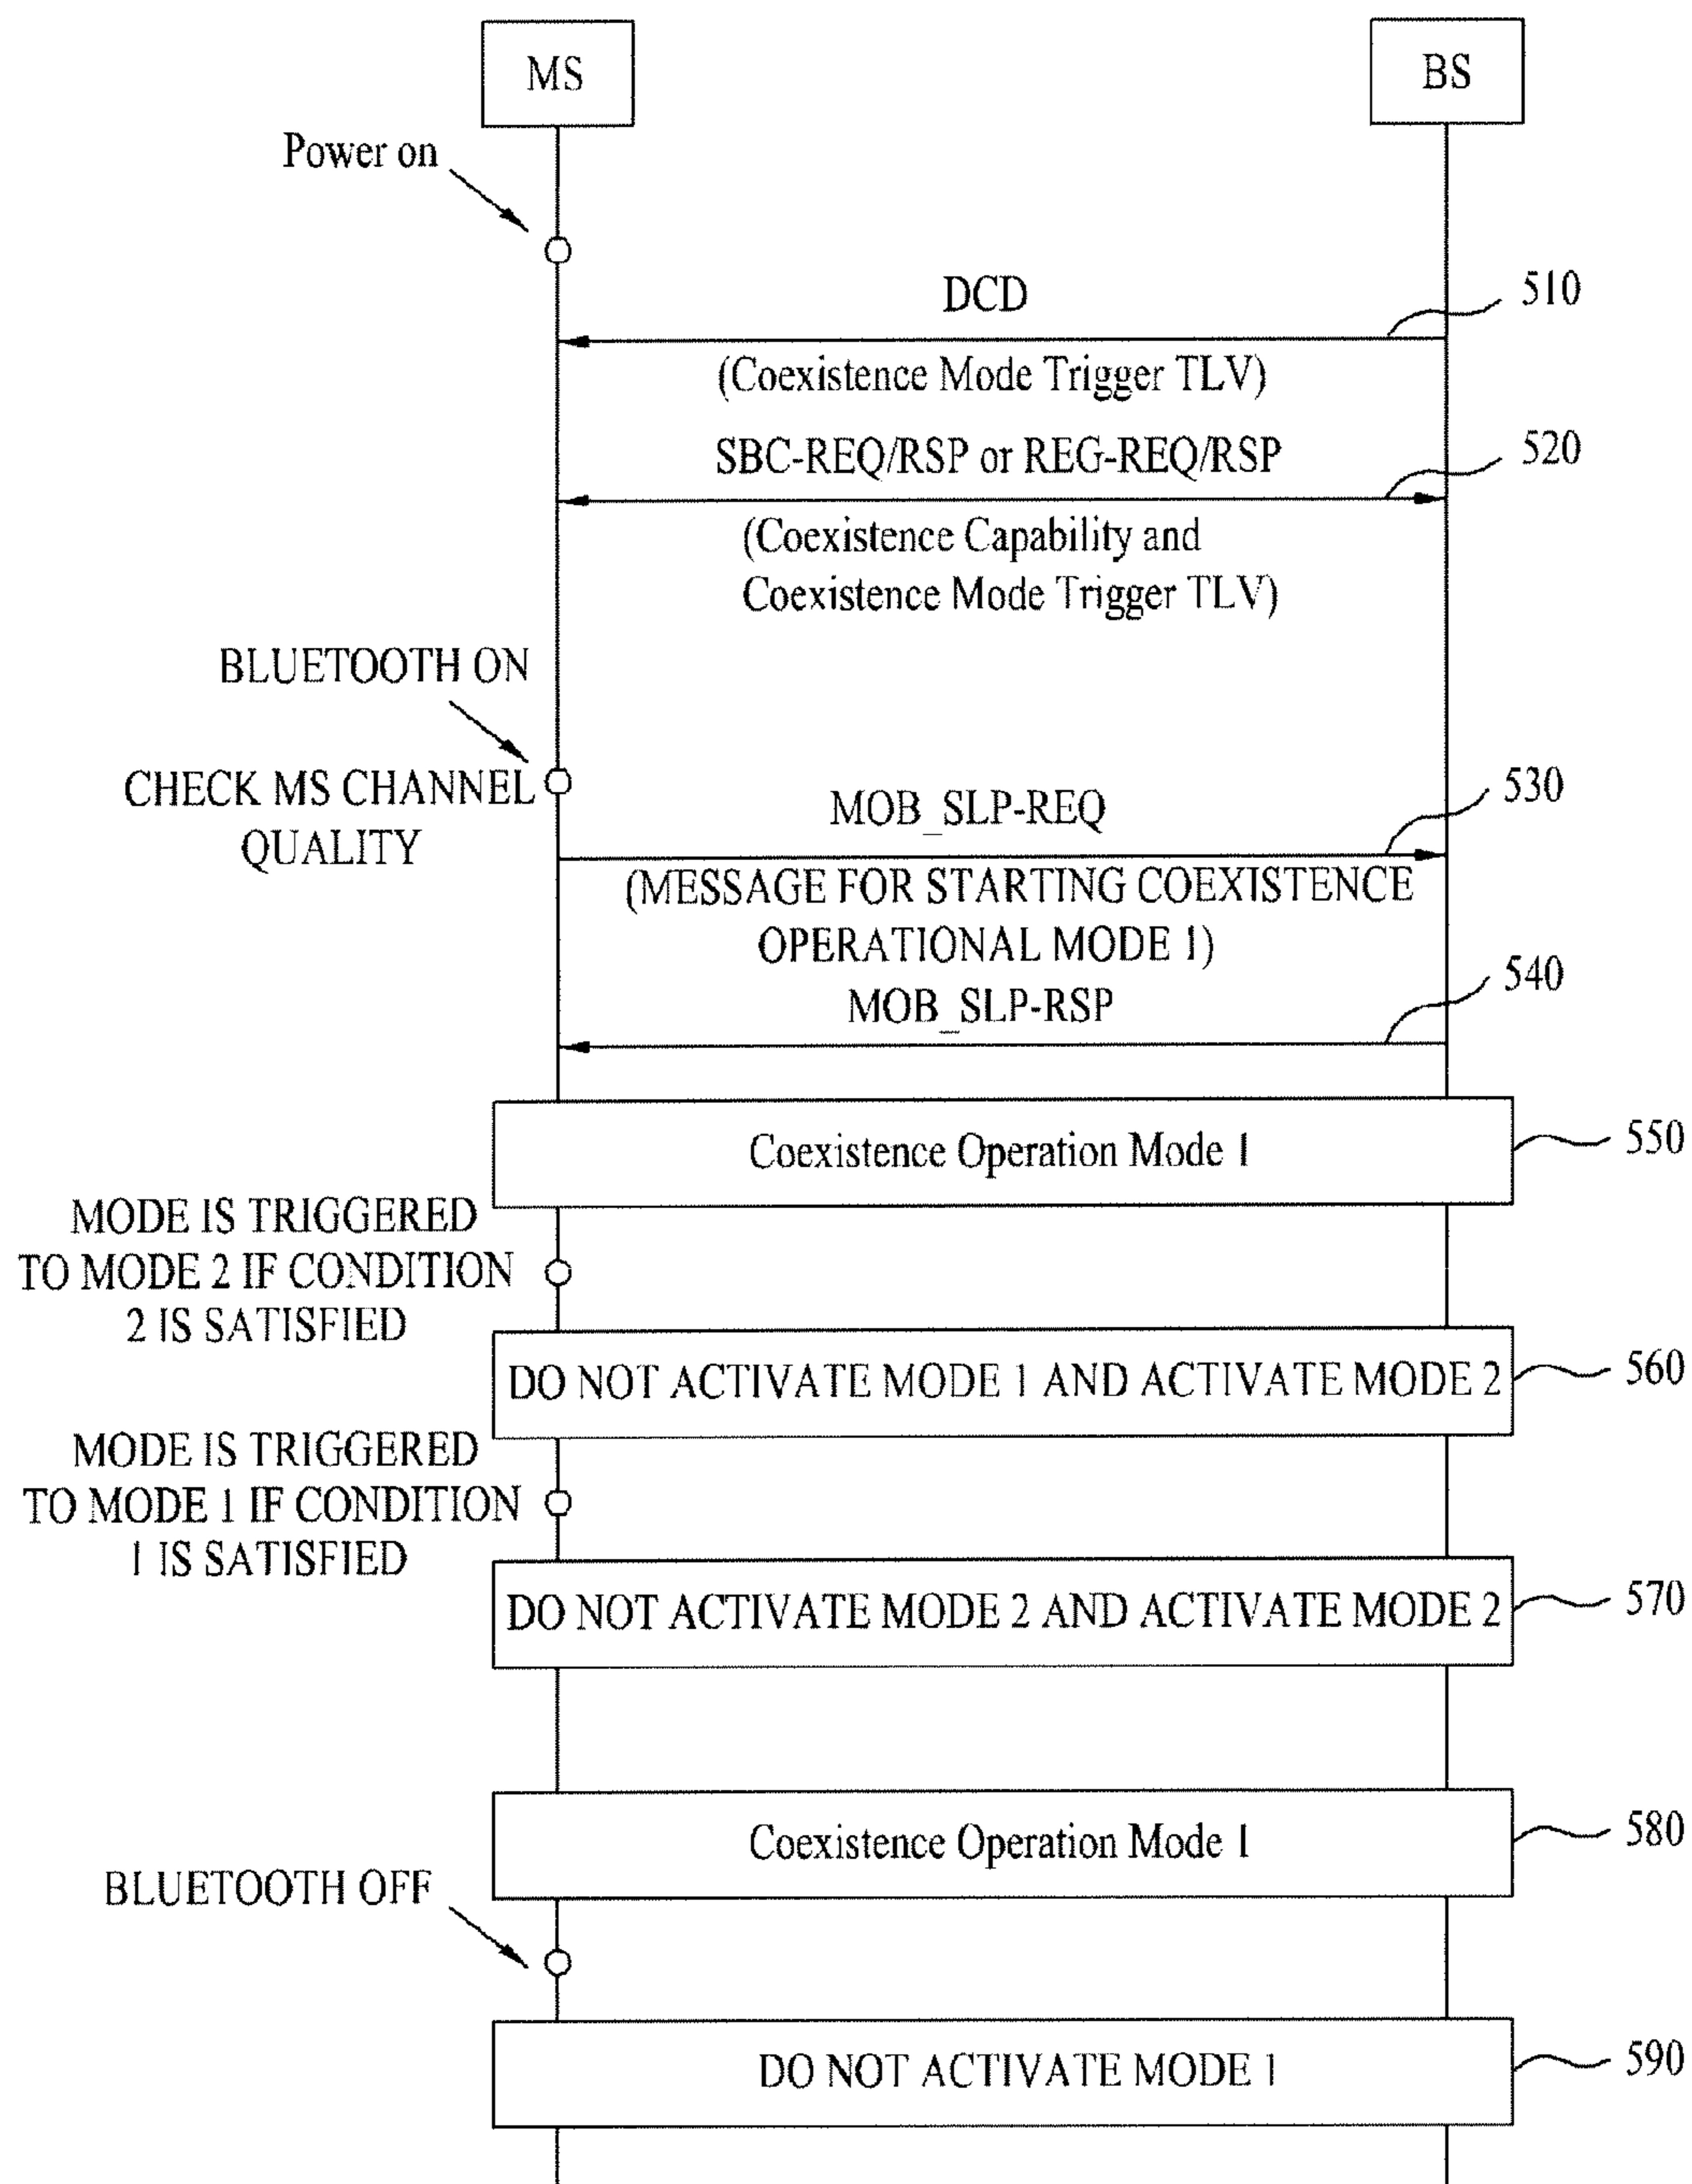 MS
BS
Power on
DCD
510
(Coexistence Mode Trigger TLV)
SBC-REQ/RSP or REG-REQ/RSP
520
(Coexistence Capability and
Coexistence Mode Trigger TLV)
BLUETOOTH ON
CHECK MS CHANNEL
QUALITY
MOB_SLP-REQ
530
(MESSAGE FOR STARTING COEXISTENCE
OPERATIONAL MODE 1)
MOB_SLP-RSP
540
Coexistence Operation Mode 1
550
MODE IS TRIGGERED
TO MODE 2 IF CONDITION
2 IS SATISFIED
DO NOT ACTIVATE MODE 1 AND ACTIVATE MODE 2
560
MODE IS TRIGGERED
TO MODE 1 IF CONDITION
1 IS SATISFIED
DO NOT ACTIVATE MODE 2 AND ACTIVATE MODE 2
570
Coexistence Operation Mode 1
580
BLUETOOTH OFF
DO NOT ACTIVATE MODE 1
590